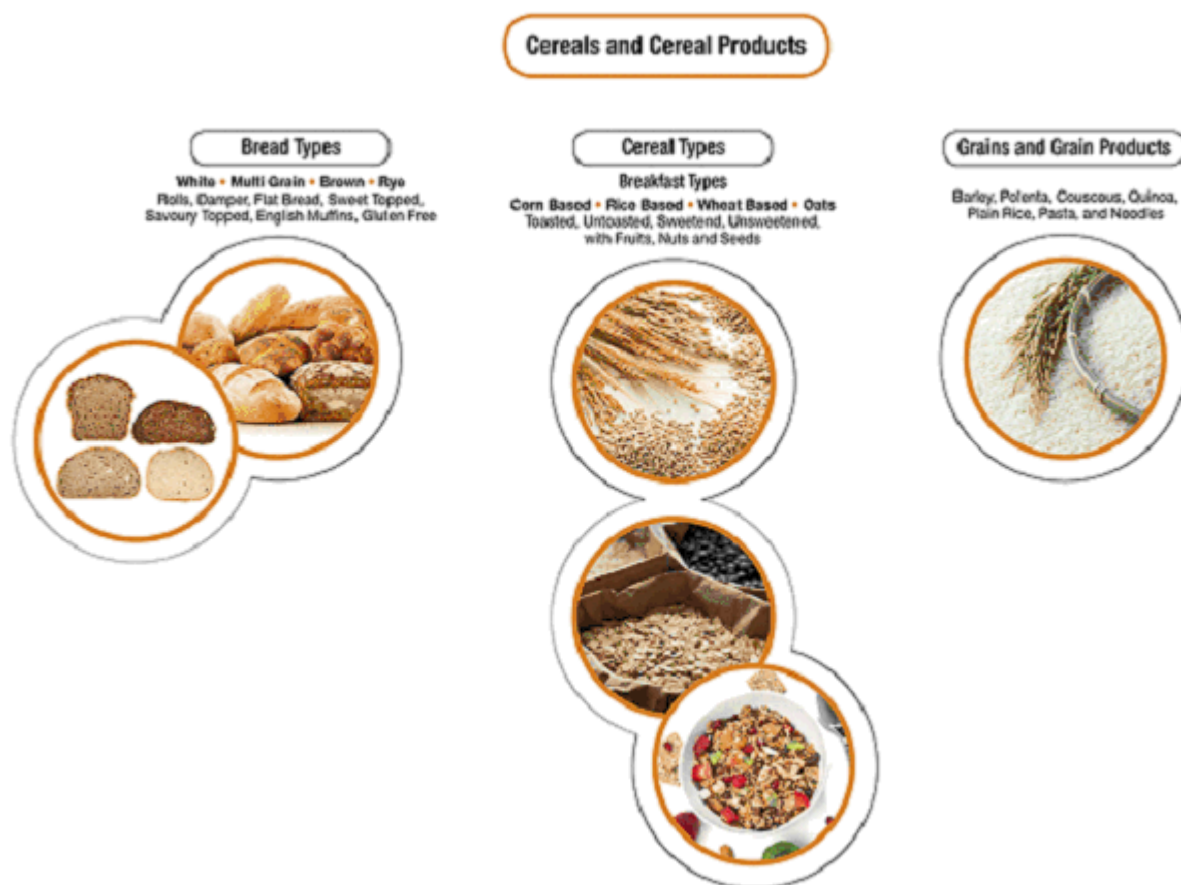 Cereals and Cereal Products
Bread Types
White • Multi Grain • Brown • Rye
Rolls, Damper, Flat Bread, Sweet Topped,
Savoury Topped, English Muffins, Gluten Free
Cereal Types
Breakfast Types
Corn Based • Rice Based • Wheat Based • Oats
Toasted, Untoasted, Sweetend, Unsweetened,
with Fruits, Nuts and Seeds
Grains and Grain Products
Barley, Polenta, Couscous, Quinoa,
Plain Rice, Pasta, and Noodles